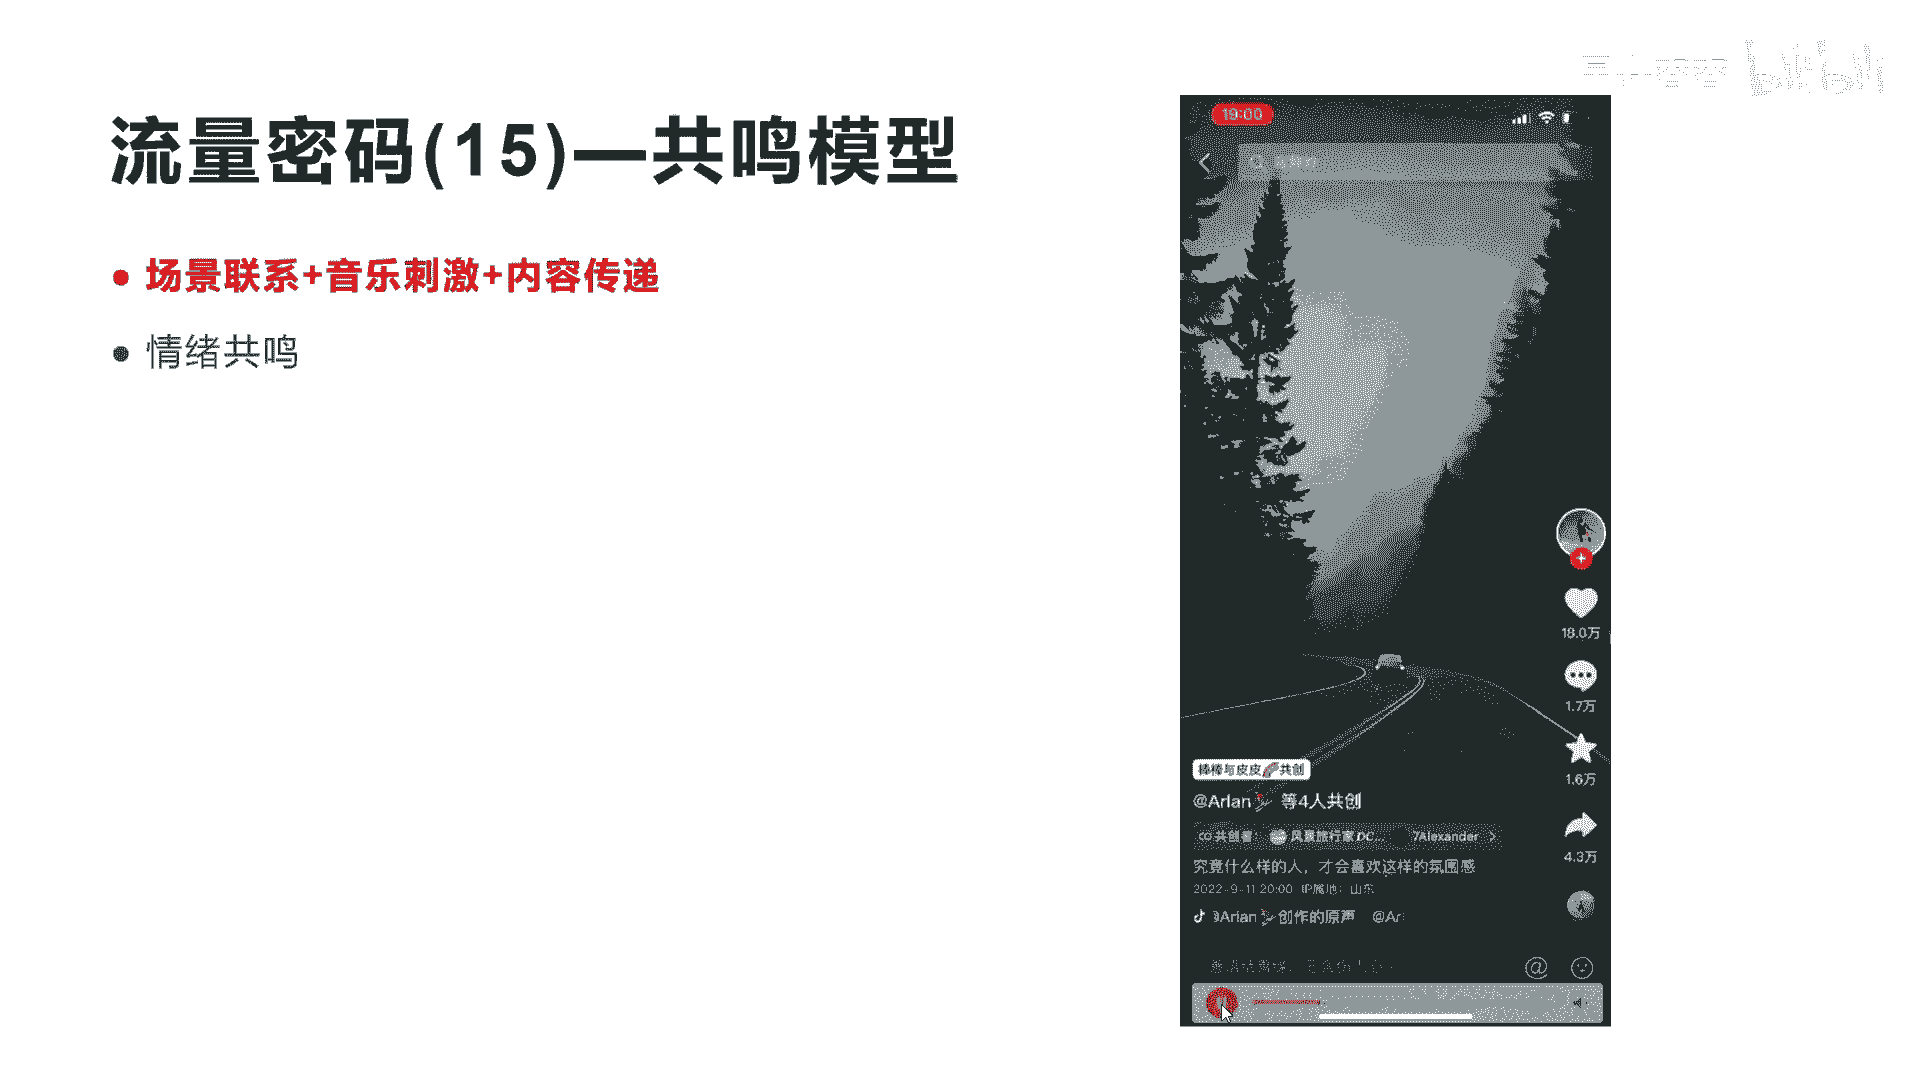 bilibili
流量密码(15)—共鸣模型
• 场景联系+音乐刺激+内容传递
• 情绪共鸣
19:00
18.0万
1.7万
1.6万
4.3万
棒棒与皮皮共创
@Arlan 等4人共创
共创者 风景旅行家DC... 7Alexander >
究竟什么样的人，才会喜欢这样的氛围感
2022-9-11 20:00 IP属地：山东
@Arlan 创作的原声 @Ar